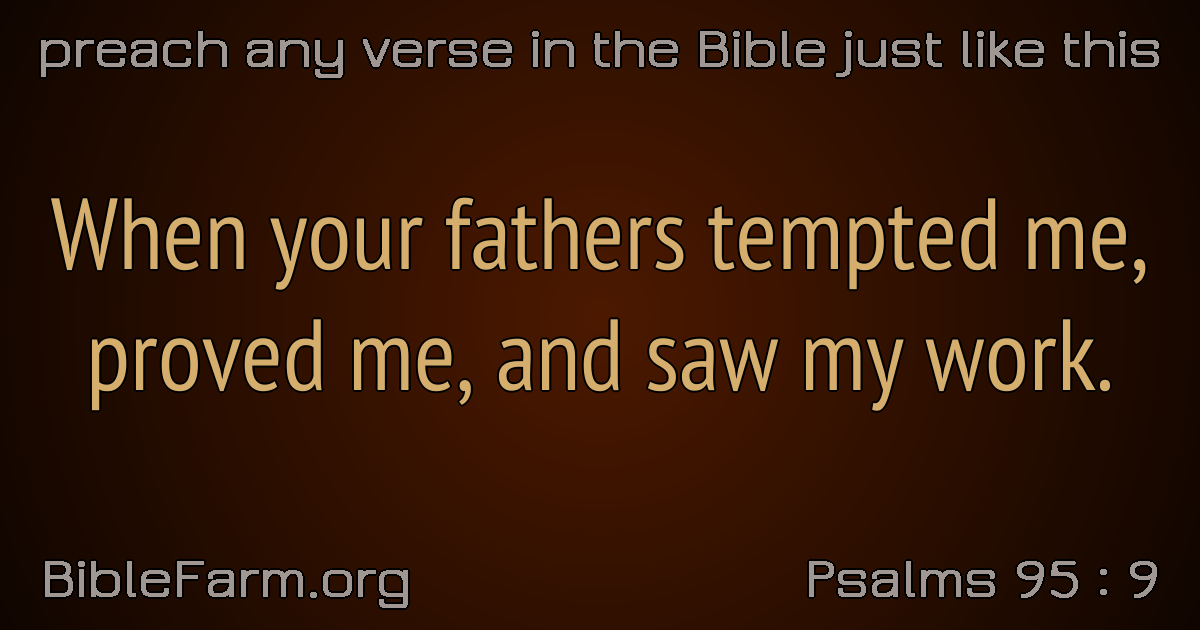 preach any verse in the Bible just like this
When your fathers tempted me,
proved me, and saw my work.
BibleFarm.org
Psalms 95 : 9